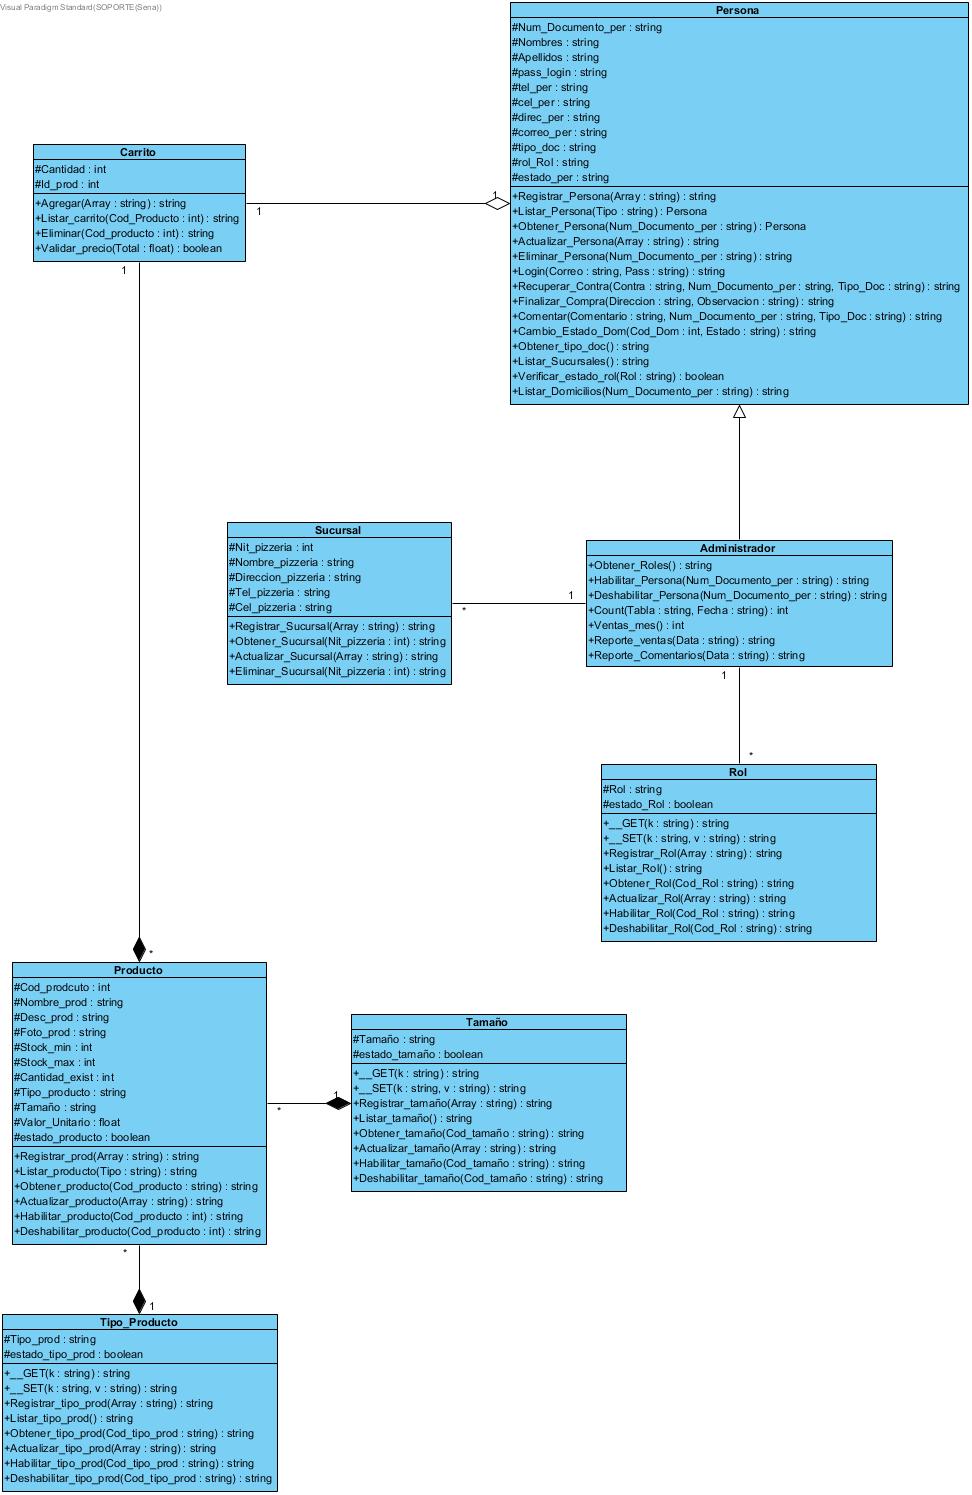 Visual Paradigm Standard(SOPORTE(Sena))
Persona
#Num_Documento_per : string
#Nombres : string
#Apellidos : string
#pass_login : string
#tel_per : string
#cel_per : string
#direc_per : string
#correo_per : string
#tipo_doc : string
#rol_Rol : string
#estado_per : string
+Registrar_Persona(Array : string) : string
+Listar_Persona(Tipo : string) : Persona
+Obtener_Persona(Num_Documento_per : string) : Persona
+Actualizar_Persona(Array : string) : string
+Eliminar_Persona(Num_Documento_per : string) : string
+Login(Correo : string, Pass : string) : string
+Recuperar_Contra(Contra : string, Num_Documento_per : string, Tipo_Doc : string) : string
+Finalizar_Compra(Direccion : string, Observacion : string) : string
+Comentar(Comentario : string, Num_Documento_per : string, Tipo_Doc : string) : string
+Cambio_Estado_Dom(Cod_Dom : int, Estado : string) : string
+Obtener_tipo_doc() : string
+Listar_Sucursales() : string
+Verificar_estado_rol(Rol : string) : boolean
+Listar_Domicilios(Num_Documento_per : string) : string
Carrito
#Cantidad : int
#Id_prod : int
+Agregar(Array : string) : string
+Listar_carrito(Cod_Producto : int) : string
+Eliminar(Cod_producto : int) : string
+Validar_precio(Total : float) : boolean
1
1
1
Sucursal
#Nit_pizzeria : int
#Nombre_pizzeria : string
#Direccion_pizzeria : string
#Tel_pizzeria : string
#Cel_pizzeria : string
+Registrar_Sucursal(Array : string) : string
+Obtener_Sucursal(Nit_pizzeria : int) : string
+Actualizar_Sucursal(Array : string) : string
+Eliminar_Sucursal(Nit_pizzeria : int) : string
*
1
Administrador
+Obtener_Roles() : string
+Habilitar_Persona(Num_Documento_per : string) : string
+Deshabilitar_Persona(Num_Documento_per : string) : string
+Count(Tabla : string, Fecha : string) : int
+Ventas_mes() : int
+Reporte_ventas(Data : string) : string
+Reporte_Comentarios(Data : string) : string
1
*
Rol
#Rol : string
#estado_Rol : boolean
+__GET(k : string) : string
+__SET(k : string, v : string) : string
+Registrar_Rol(Array : string) : string
+Listar_Rol() : string
+Obtener_Rol(Cod_Rol : string) : string
+Actualizar_Rol(Array : string) : string
+Habilitar_Rol(Cod_Rol : string) : string
+Deshabilitar_Rol(Cod_Rol : string) : string
*
Producto
#Cod_prodcuto : int
#Nombre_prod : string
#Desc_prod : string
#Foto_prod : string
#Stock_min : int
#Stock_max : int
#Cantidad_exist : int
#Tipo_producto : string
#Tamaño : string
#Valor_Unitario : float
#estado_producto : boolean
+Registrar_prod(Array : string) : string
+Listar_producto(Tipo : string) : string
+Obtener_producto(Cod_producto : string) : string
+Actualizar_producto(Array : string) : string
+Habilitar_producto(Cod_producto : int) : string
+Deshabilitar_producto(Cod_producto : int) : string
*
1
Tamaño
#Tamaño : string
#estado_tamaño : boolean
+__GET(k : string) : string
+__SET(k : string, v : string) : string
+Registrar_tamaño(Array : string) : string
+Listar_tamaño() : string
+Obtener_tamaño(Cod_tamaño : string) : string
+Actualizar_tamaño(Array : string) : string
+Habilitar_tamaño(Cod_tamaño : string) : string
+Deshabilitar_tamaño(Cod_tamaño : string) : string
*
1
Tipo_Producto
#Tipo_prod : string
#estado_tipo_prod : boolean
+__GET(k : string) : string
+__SET(k : string, v : string) : string
+Registrar_tipo_prod(Array : string) : string
+Listar_tipo_prod() : string
+Obtener_tipo_prod(Cod_tipo_prod : string) : string
+Actualizar_tipo_prod(Array : string) : string
+Habilitar_tipo_prod(Cod_tipo_prod : string) : string
+Deshabilitar_tipo_prod(Cod_tipo_prod : string) : string